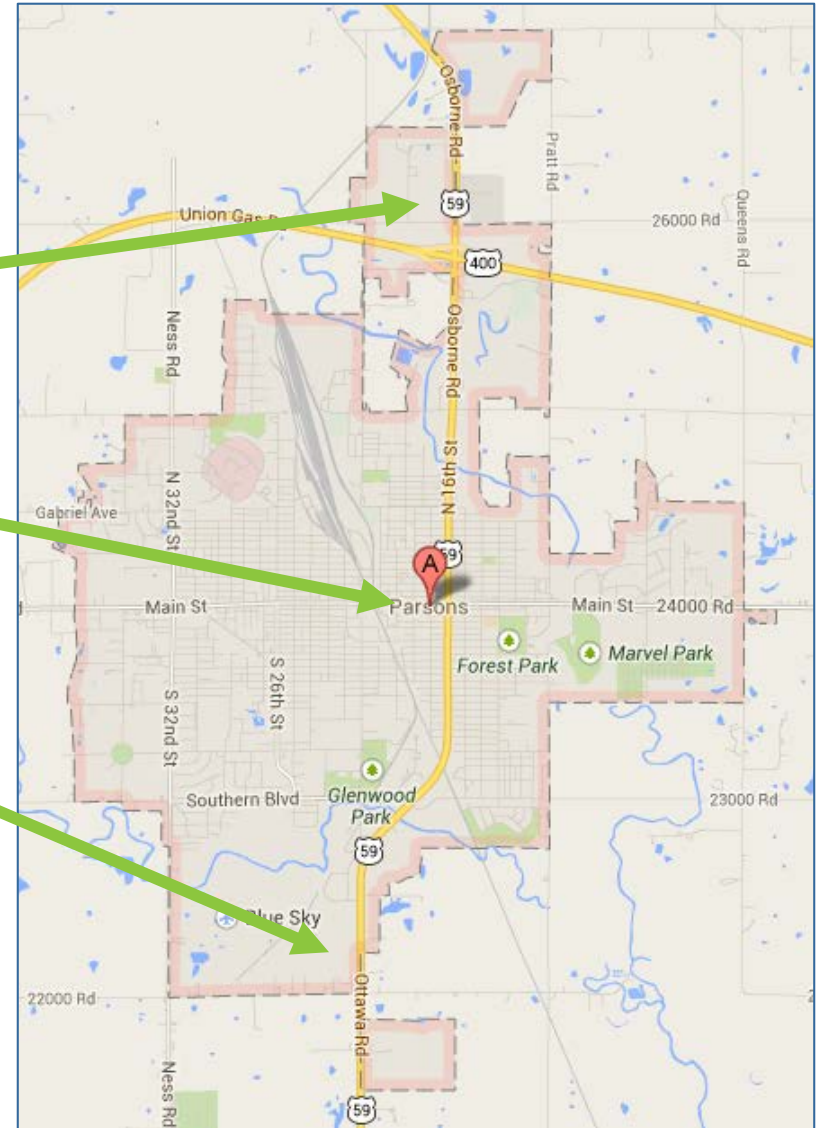 Osborne Rd
Pratt Rd
59
Union Gas
Queens Rd
26000 Rd
400
Ness Rd
Osborne Rd
N 16th St
N 32nd St
Gabriel Ave
59
A
Main St
Parsons
Main St
24000 Rd
Forest Park
Marvel Park
S 26th St
S 32nd St
Southern Blvd
Glenwood
Park
23000 Rd
59
Blue Sky
22000 Rd
Ottawa Rd
Ness Rd
59